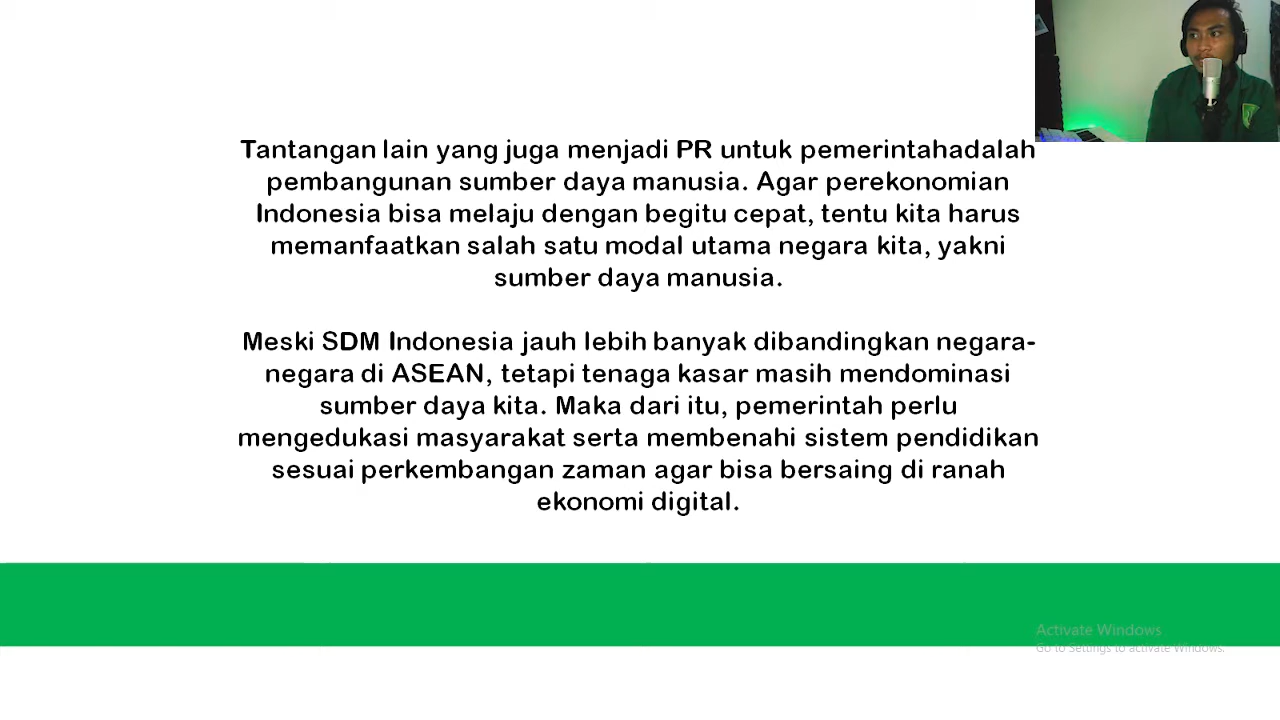 Tantangan lain yang juga menjadi PR untuk pemerintahadalah
pembangunan sumber daya manusia. Agar perekonomian
Indonesia bisa melaju dengan begitu cepat, tentu kita harus
memanfaatkan salah satu modal utama negara kita, yakni
sumber daya manusia.
Meski SDM Indonesia jauh lebih banyak dibandingkan negara-
negara di ASEAN, tetapi tenaga kasar masih mendominasi
sumber daya kita. Maka dari itu, pemerintah perlu
mengedukasi masyarakat serta membenahi sistem pendidikan
sesuai perkembangan zaman agar bisa bersaing di ranah
ekonomi digital.
Activate Windows
Go to Settings to activate Windows.